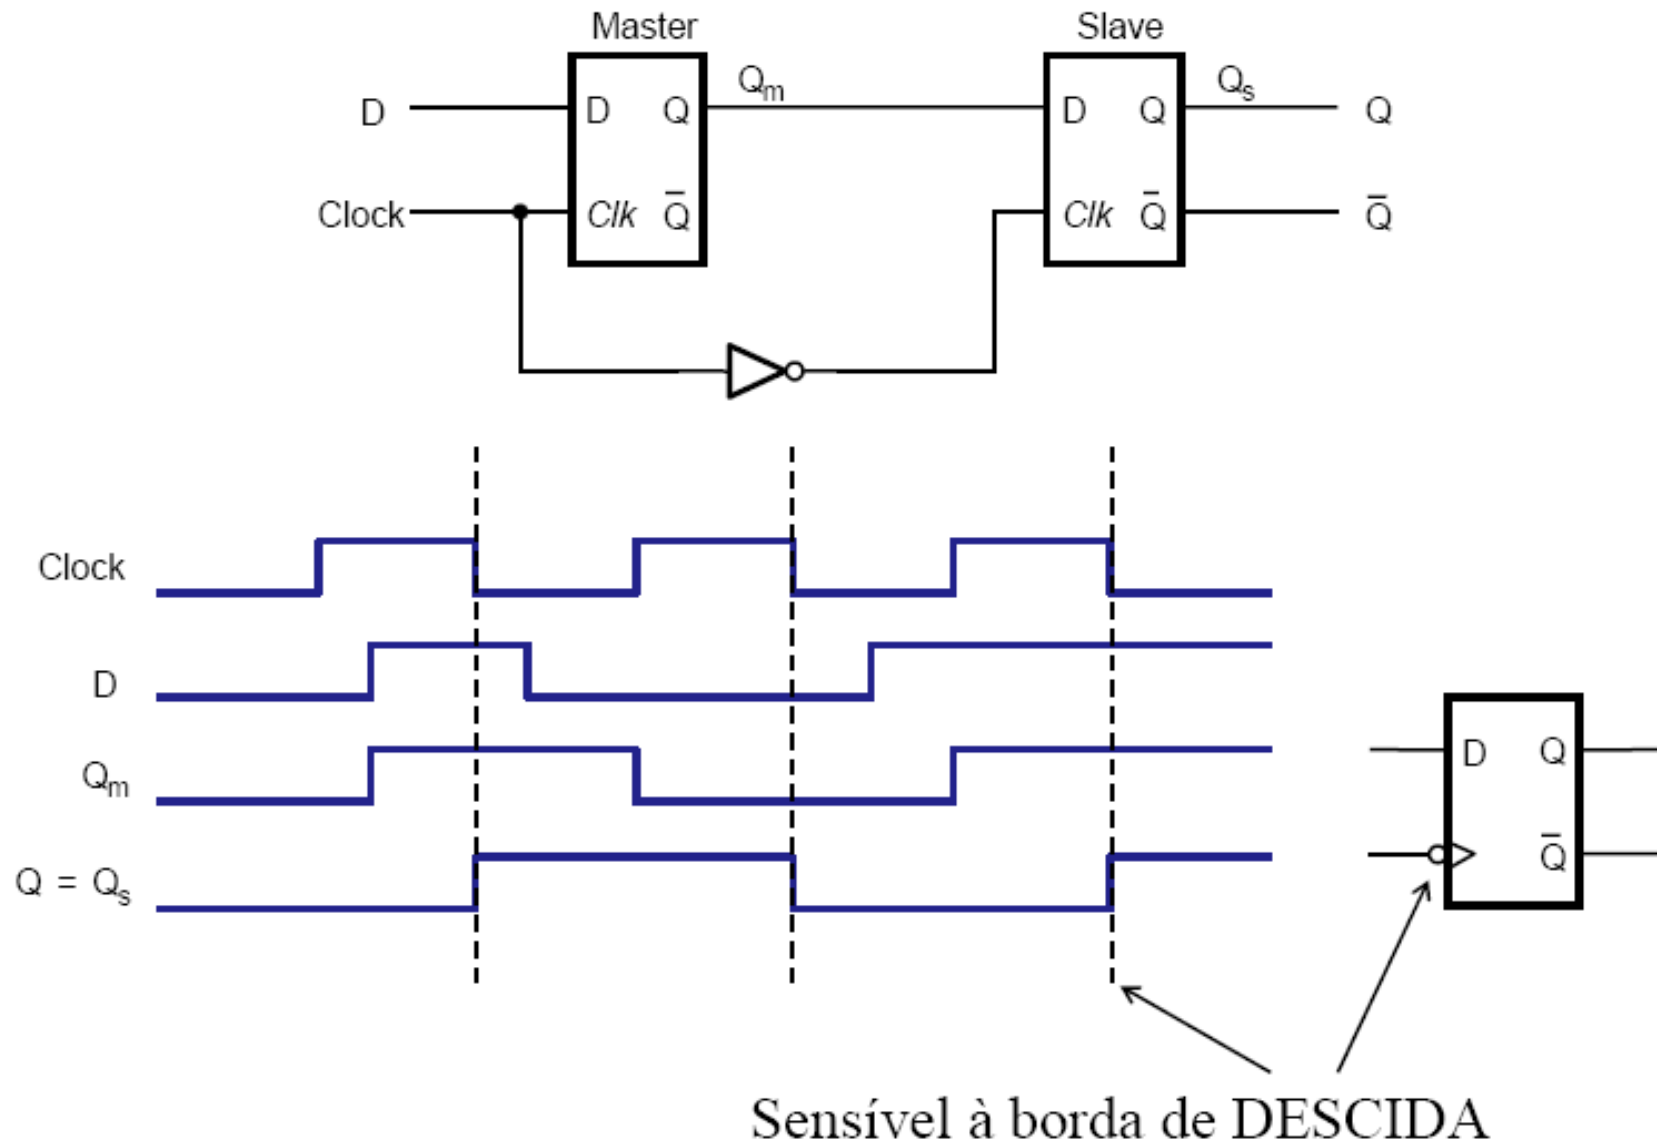 Master
Slave
D
D Q
Qm
D Q
Qs
Q
Clock
Clk Q̅
Clk Q̅
Q̅
Clock
D
Qm
Q = Qs
D Q
Q̅
Sensível à borda de DESCIDA